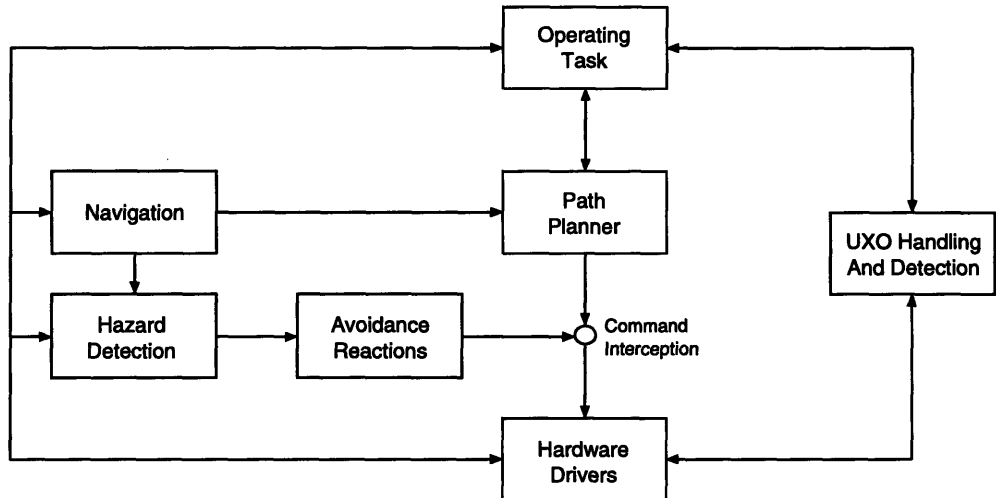 Operating
Task
Navigation
Path
Planner
UXO Handling
And Detection
Hazard
Detection
Avoidance
Reactions
Command
Interception
Hardware
Drivers